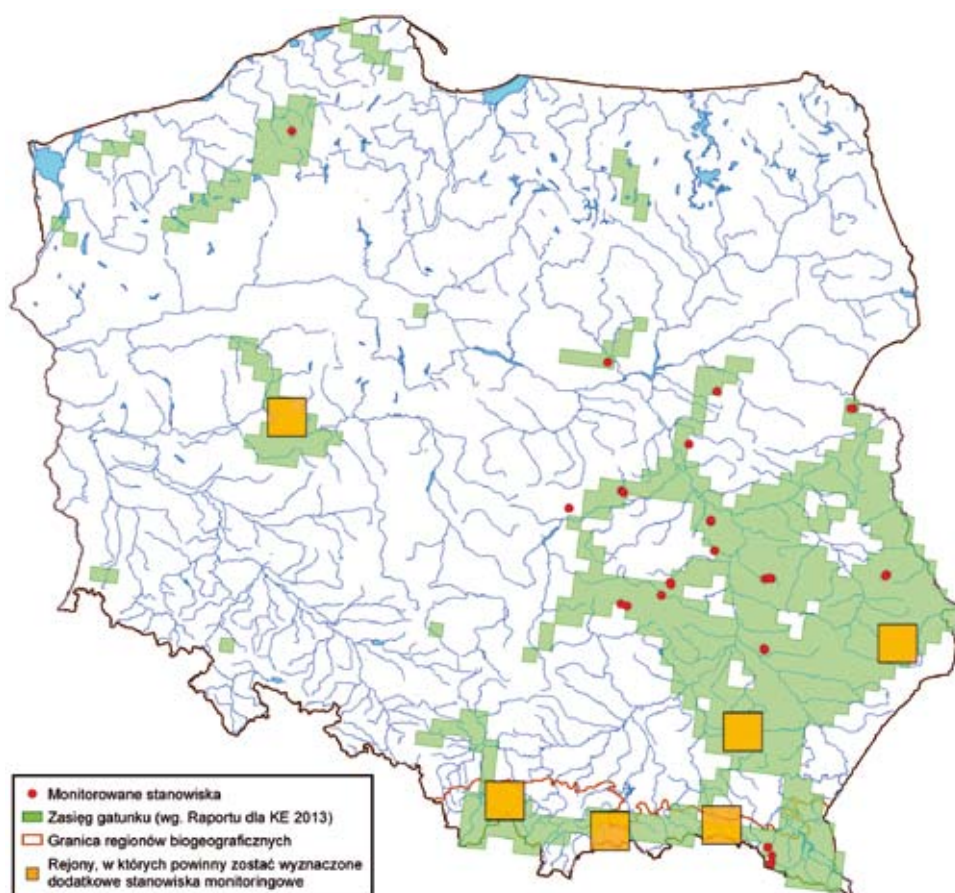 Monitorowane stanowiska
Zasięg gatunku (wg. Raportu dla KE 2013)
Granica regionów biogeograficznych
Rejony, w których powinny zostać wyznaczone
dodatkowe stanowiska monitoringowe